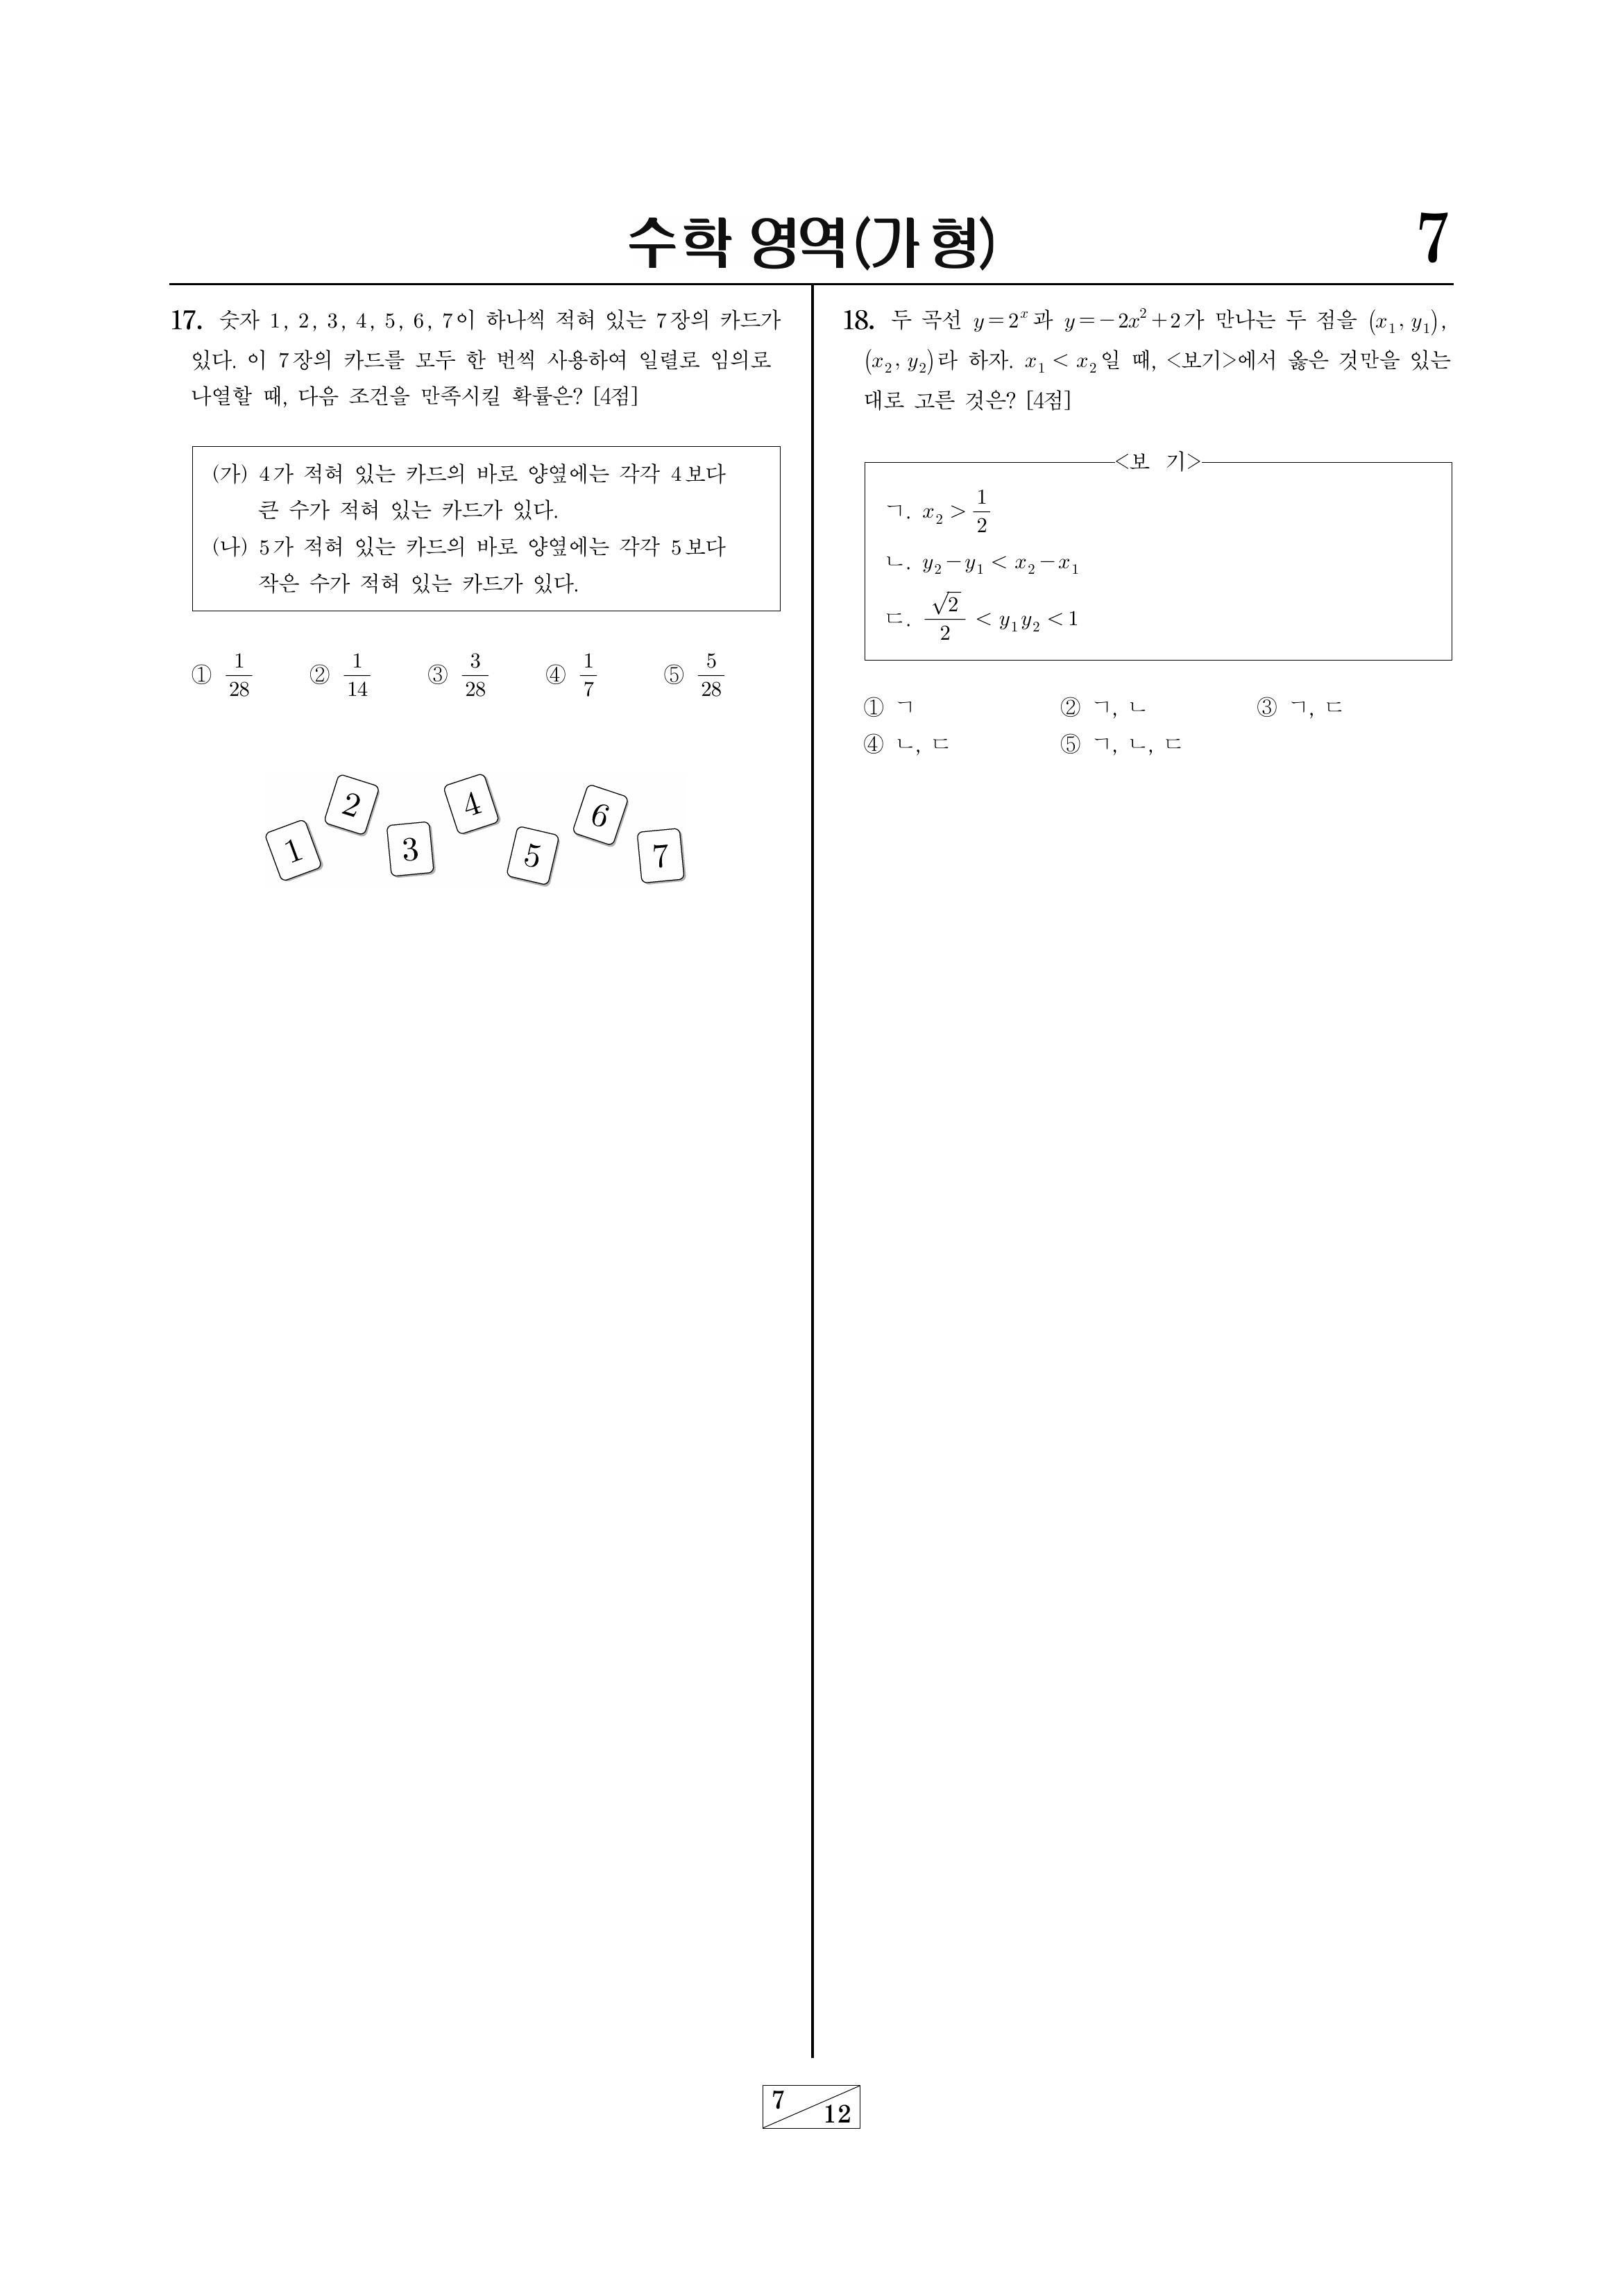 수학 영역(가 형)
7
17. 숫자 1, 2, 3, 4, 5, 6, 7이 하나씩 적혀 있는 7장의 카드가
있다. 이 7장의 카드를 모두 한 번씩 사용하여 일렬로 임의로
나열할 때, 다음 조건을 만족시킬 확률은? [4점]
(가) 4가 적혀 있는 카드의 바로 양옆에는 각각 4보다
큰 수가 적혀 있는 카드가 있다.
(나) 5가 적혀 있는 카드의 바로 양옆에는 각각 5보다
작은 수가 적혀 있는 카드가 있다.
① 1/28 ② 1/14 ③ 3/28 ④ 1/7 ⑤ 5/28
1 2 3 4 5 6 7
18. 두 곡선 y=2^x과 y=-2x^2+2가 만나는 두 점을 (x_1, y_1),
(x_2, y_2)라 하자. x_1 < x_2일 때, <보기>에서 옳은 것만을 있는
대로 고른 것은? [4점]
<보 기>
ㄱ. x_2 > 1/2
ㄴ. y_2 - y_1 < x_2 - x_1
ㄷ. √2/2 < y_1y_2 < 1
① ㄱ ② ㄱ, ㄴ ③ ㄱ, ㄷ
④ ㄴ, ㄷ ⑤ ㄱ, ㄴ, ㄷ
7 12